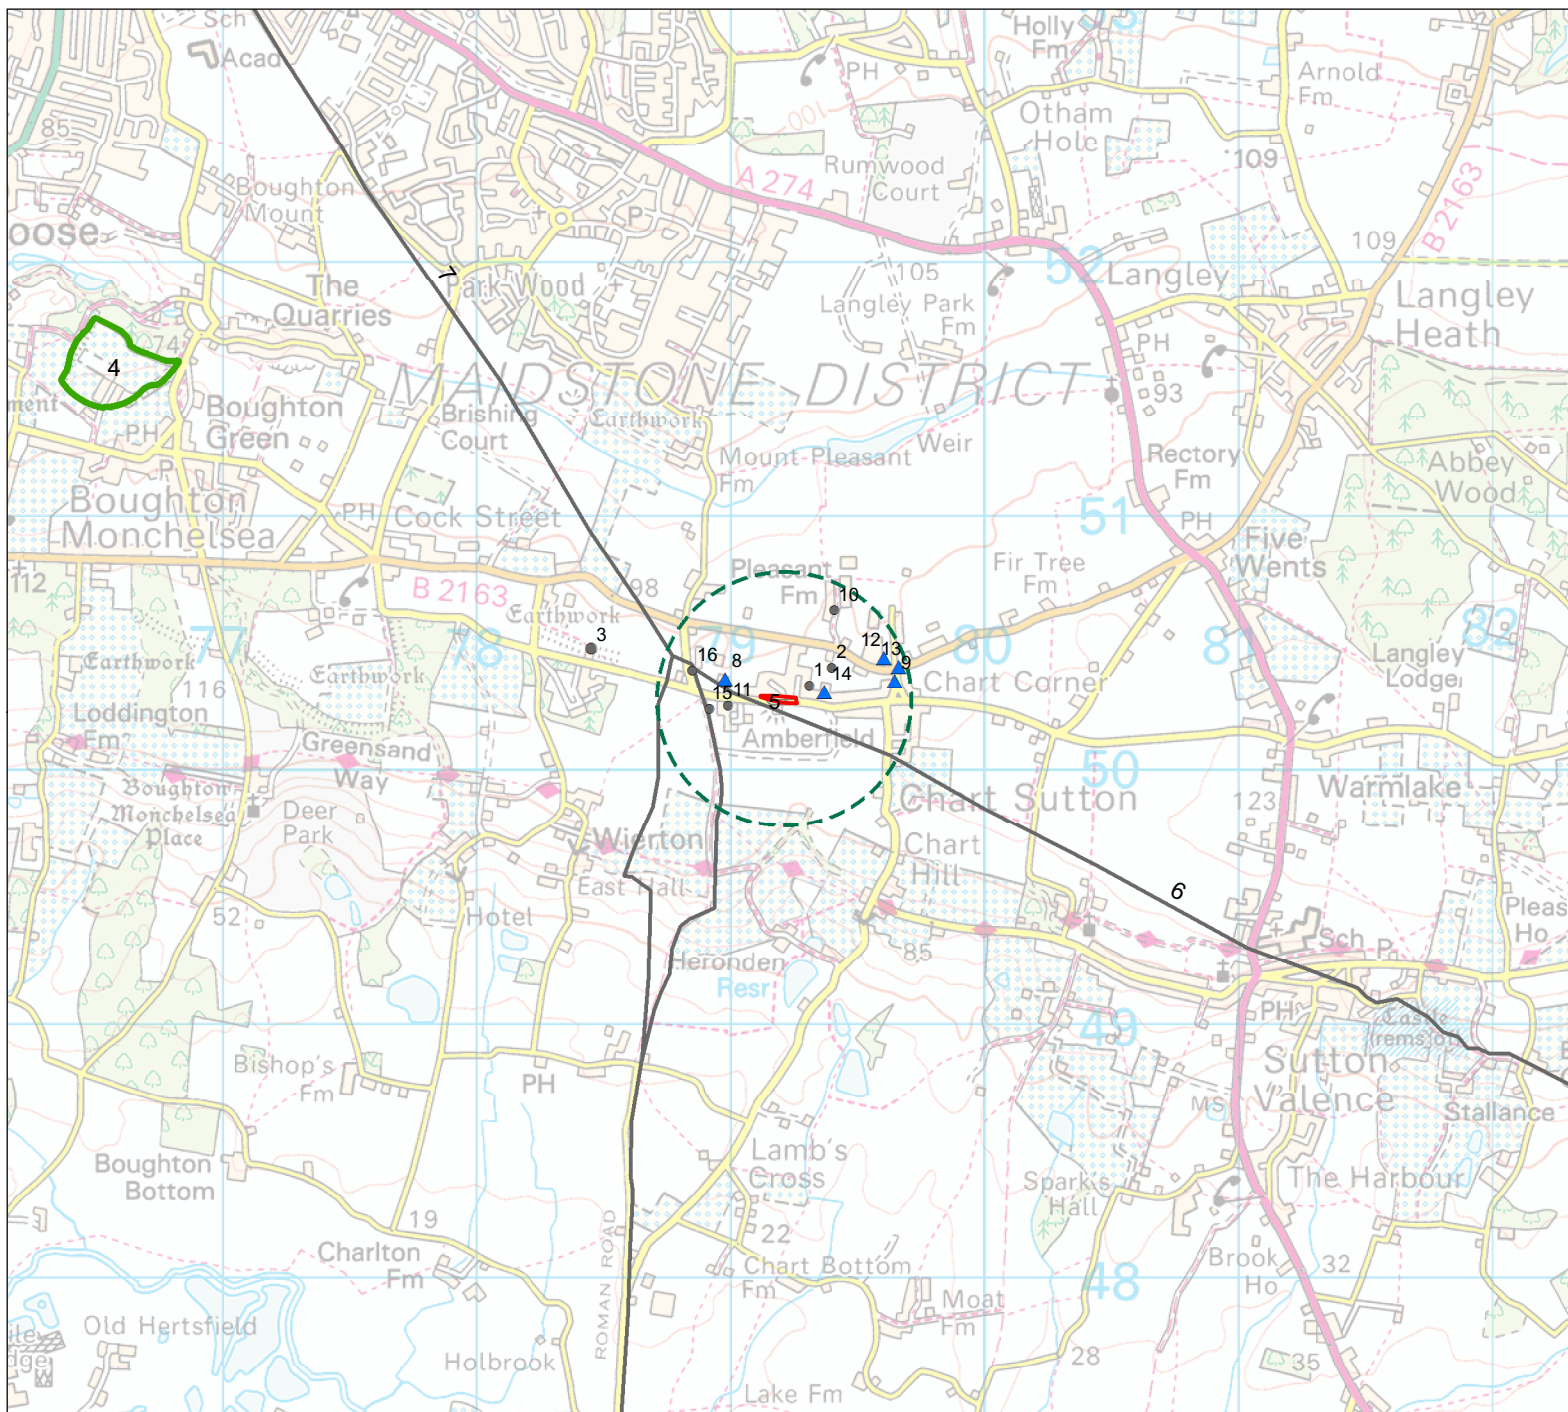 Sch
Acad
PH
Holly
Fm
53
Arnold
Fm
85
100
Otham
Hole
109
Rumwood
Court
A 274
P
B 2163
Boughton
Mount
oose
109
The
Quarries
7
Park Wood
105
52
Langley
Langley Park
Fm
Langley
Heath
PH
4
74
MAIDSTONE DISTRICT
93
ment
Boughton
Green
Brishing
Court
Earthwork
Weir
PH
Mount Pleasant
Fm
Rectory
Fm
Abbey
Wood
P
Boughton
Monchelsea
PH
Cock Street
51
PH
Five
Wents
112
98
Pleasant
Fm
Fir Tree
Fm
B 2163
Earthwork
10
77
78
3
79
12
13
80
81
82
Earthwork
Earthwork
16
8
2
9
Langley
Lodge
116
1
14
Chart Corner
15
11
5
Loddington
Fm
Amberfield
Greensand
Way
50
Boughton
Monchelsea
Place
Deer
Park
Chart Sutton
123
Warmlake
Wierton
Chart
Hill
East Hall
6
52
Hotel
Pleas
Ho
85
Sch
P
Heronden
Resr
PH
49
Castle
(rems of)
Bishop's
Fm
PH
Sutton
Valence
MS
Stallance
Lamb's
Cross
Boughton
Bottom
Spark's
Hall
The Harbour
19
22
ROMAN ROAD
Charlton
Fm
Chart Bottom
Fm
Brook
Ho
32
48
Moat
Fm
Old Hertsfield
dge
Holbrook
28
35
Lake Fm